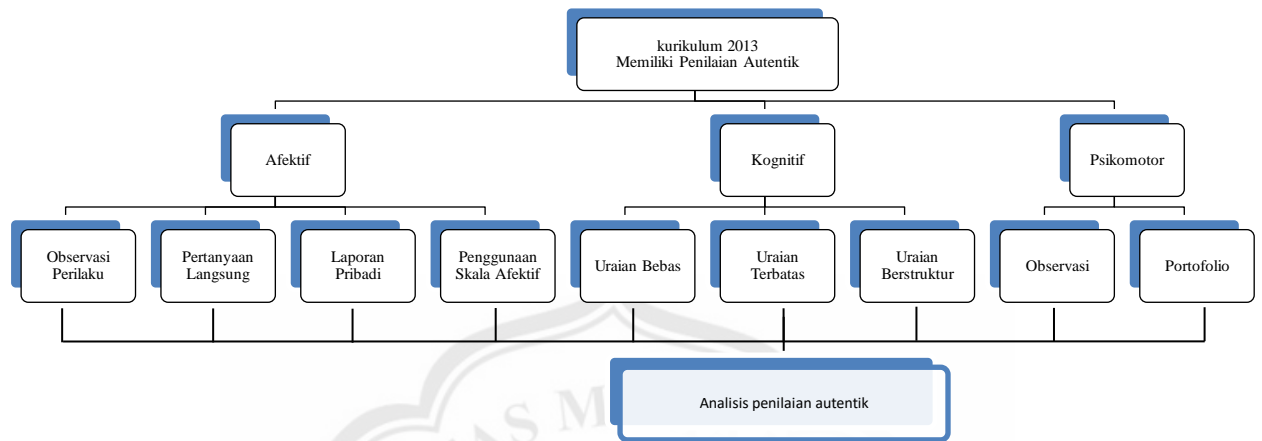 kurikulum 2013
Memiliki Penilaian Autentik
Afektif
Kognitif
Psikomotor
Observasi
Perilaku
Pertanyaan
Langsung
Laporan
Pribadi
Penggunaan
Skala Afektif
Uraian Bebas
Uraian
Terbatas
Uraian
Berstruktur
Observasi
Portofolio
Analisis penilaian autentik